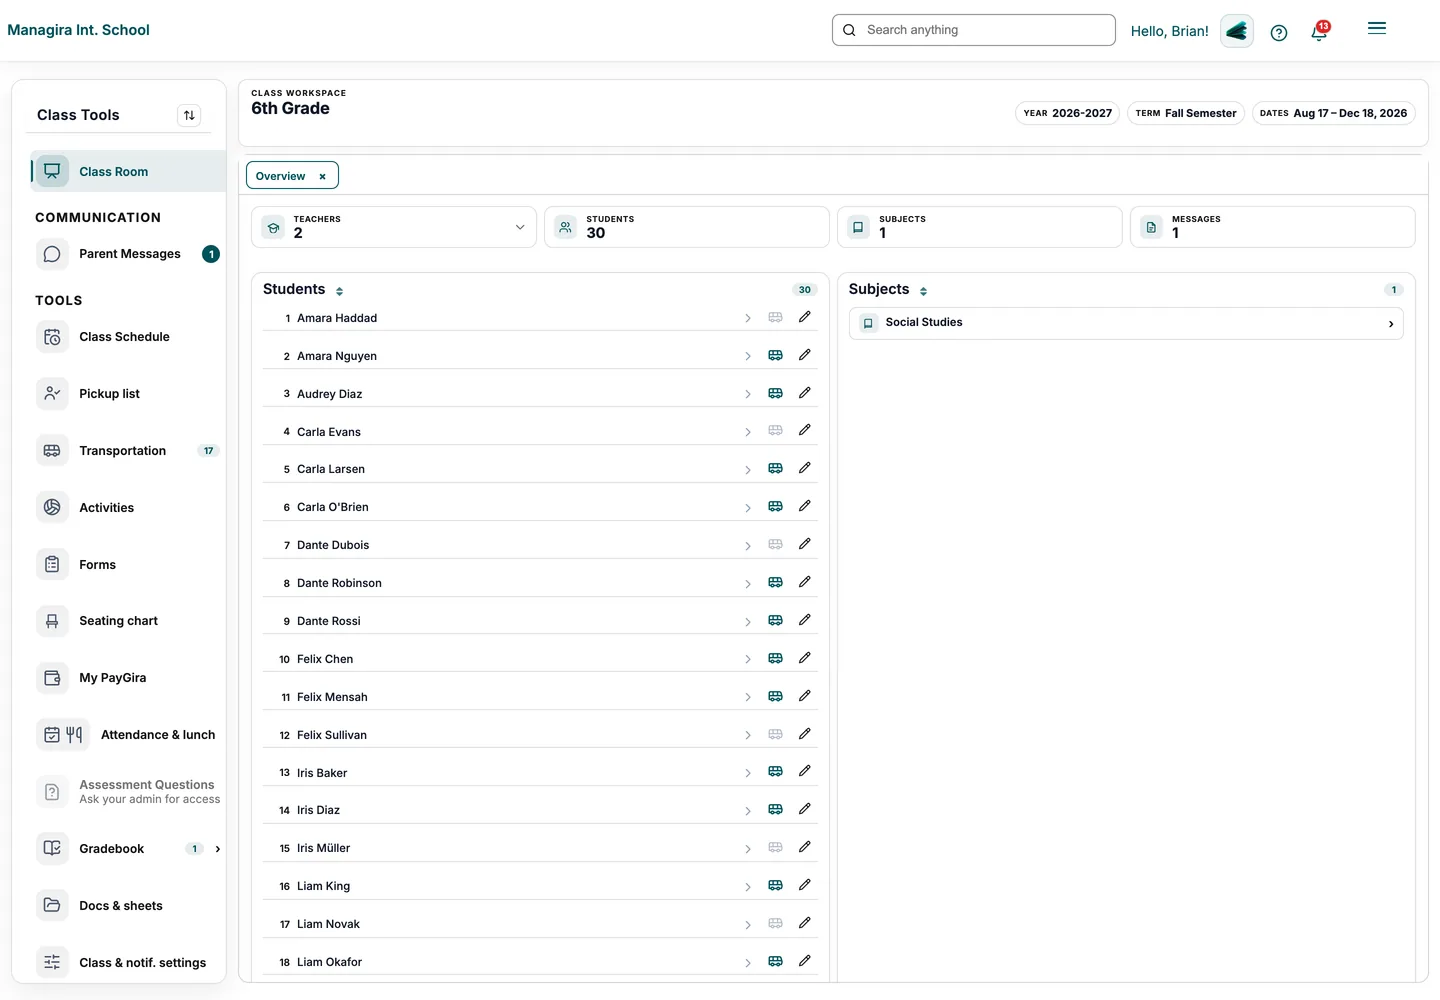 Managira Int. School
Search anything
Hello, Brian!
13
Class Tools
Class Room
COMMUNICATION
Parent Messages 1
TOOLS
Class Schedule
Pickup list
Transportation 17
Activities
Forms
Seating chart
My PayGira
Attendance & lunch
Assessment Questions
Ask your admin for access
Gradebook 1
Docs & sheets
Class & notif. settings
CLASS WORKSPACE
6th Grade
YEAR 2026-2027
TERM Fall Semester
DATES Aug 17 – Dec 18, 2026
Overview ×
TEACHERS
2
STUDENTS
30
SUBJECTS
1
MESSAGES
1
Students 30
1 Amara Haddad
2 Amara Nguyen
3 Audrey Diaz
4 Carla Evans
5 Carla Larsen
6 Carla O'Brien
7 Dante Dubois
8 Dante Robinson
9 Dante Rossi
10 Felix Chen
11 Felix Mensah
12 Felix Sullivan
13 Iris Baker
14 Iris Diaz
15 Iris Müller
16 Liam King
17 Liam Novak
18 Liam Okafor
Subjects 1
Social Studies